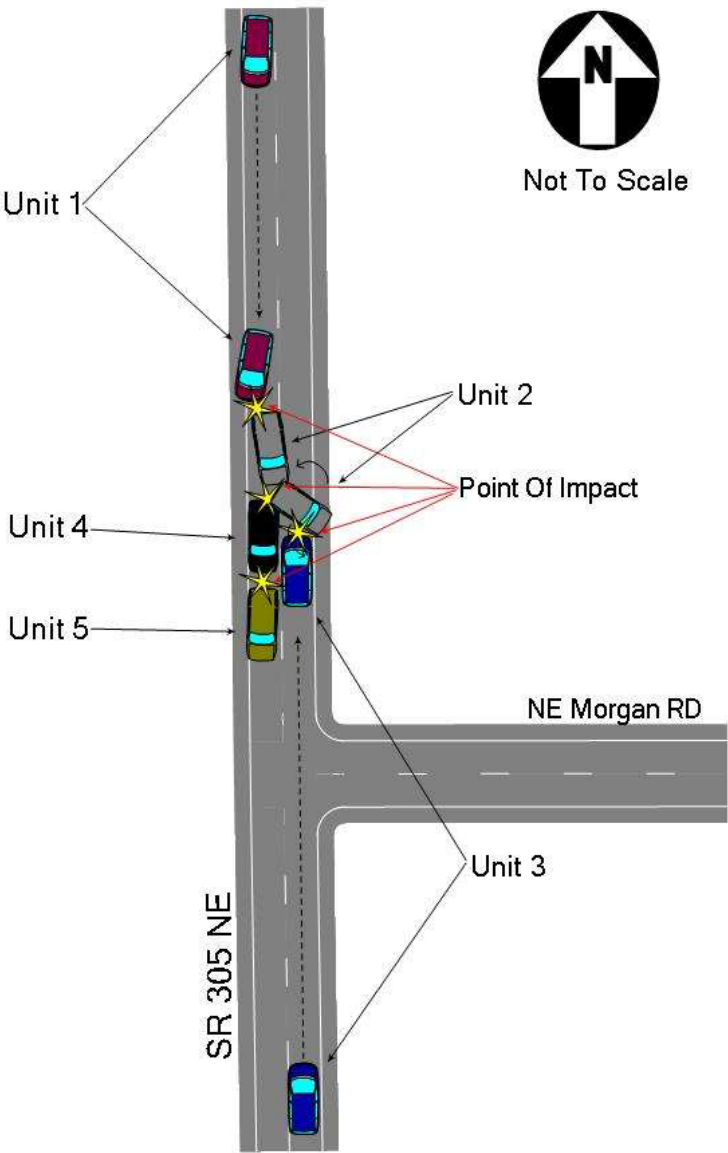 N
Not To Scale
Unit 1
Unit 2
Point Of Impact
Unit 4
Unit 5
NE Morgan RD
Unit 3
SR 305 NE